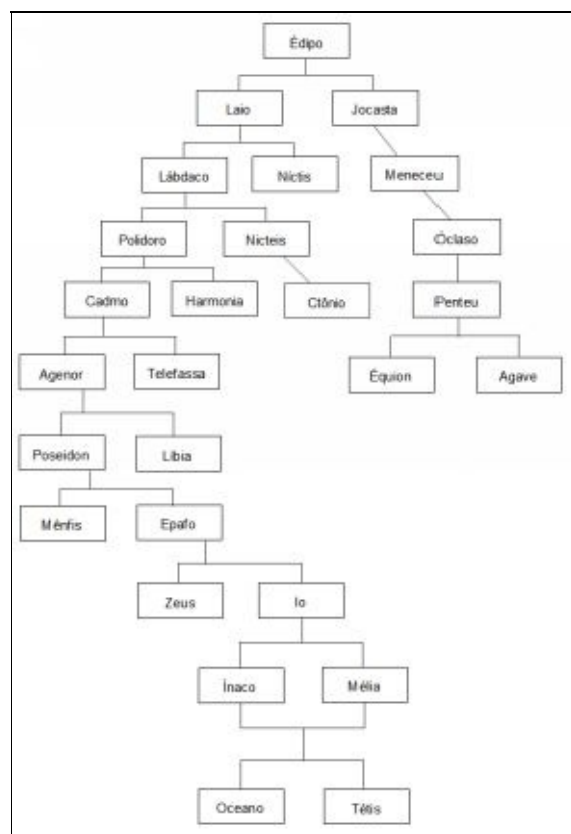 Édipo
Laio Jocasta
Lábdaco Níctis Meneceu
Polidoro Nicteis Óclaso
Cadmo Harmonia Ctônio Penteu
Agenor Telefassa Équion Agave
Poseidon Líbia
Mênfis Epafo
Zeus Io
Ínaco Mélia
Oceano Tétis